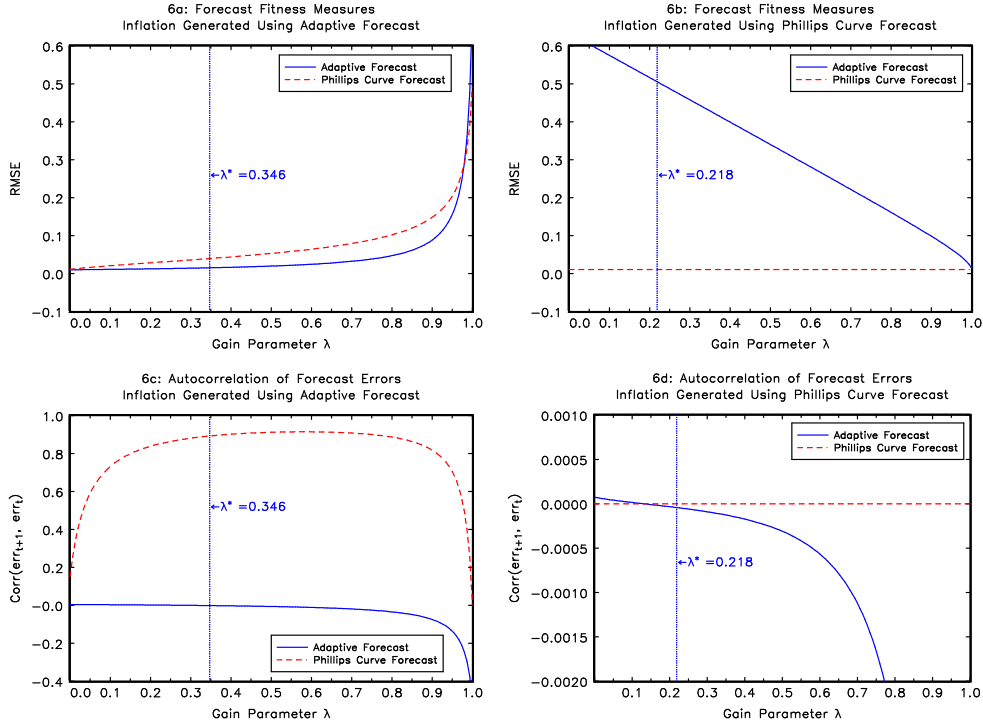 6a: Forecast Fitness Measures
Inflation Generated Using Adaptive Forecast
0.6
0.5
0.4
0.3
0.2
0.1
0.0
−0.1
RMSE
Adaptive Forecast
Phillips Curve Forecast
←λ* =0.346
0.0 0.1 0.2 0.3 0.4 0.5 0.6 0.7 0.8 0.9 1.0
Gain Parameter λ
6b: Forecast Fitness Measures
Inflation Generated Using Phillips Curve Forecast
0.6
0.5
0.4
0.3
0.2
0.1
0.0
−0.1
RMSE
Adaptive Forecast
Phillips Curve Forecast
←λ* =0.218
0.0 0.1 0.2 0.3 0.4 0.5 0.6 0.7 0.8 0.9 1.0
Gain Parameter λ
6c: Autocorrelation of Forecast Errors
Inflation Generated Using Adaptive Forecast
1.0
0.8
0.6
0.4
0.2
−0.0
−0.2
−0.4
Corr(err_{t+1}, err_t)
←λ* =0.346
Adaptive Forecast
Phillips Curve Forecast
0.0 0.1 0.2 0.3 0.4 0.5 0.6 0.7 0.8 0.9 1.0
Gain Parameter λ
6d: Autocorrelation of Forecast Errors
Inflation Generated Using Phillips Curve Forecast
0.0010
0.0005
0.0000
−0.0005
−0.0010
−0.0015
−0.0020
Corr(err_{t+1}, err_t)
Adaptive Forecast
Phillips Curve Forecast
←λ* =0.218
0.1 0.2 0.3 0.4 0.5 0.6 0.7 0.8 0.9 1.0
Gain Parameter λ